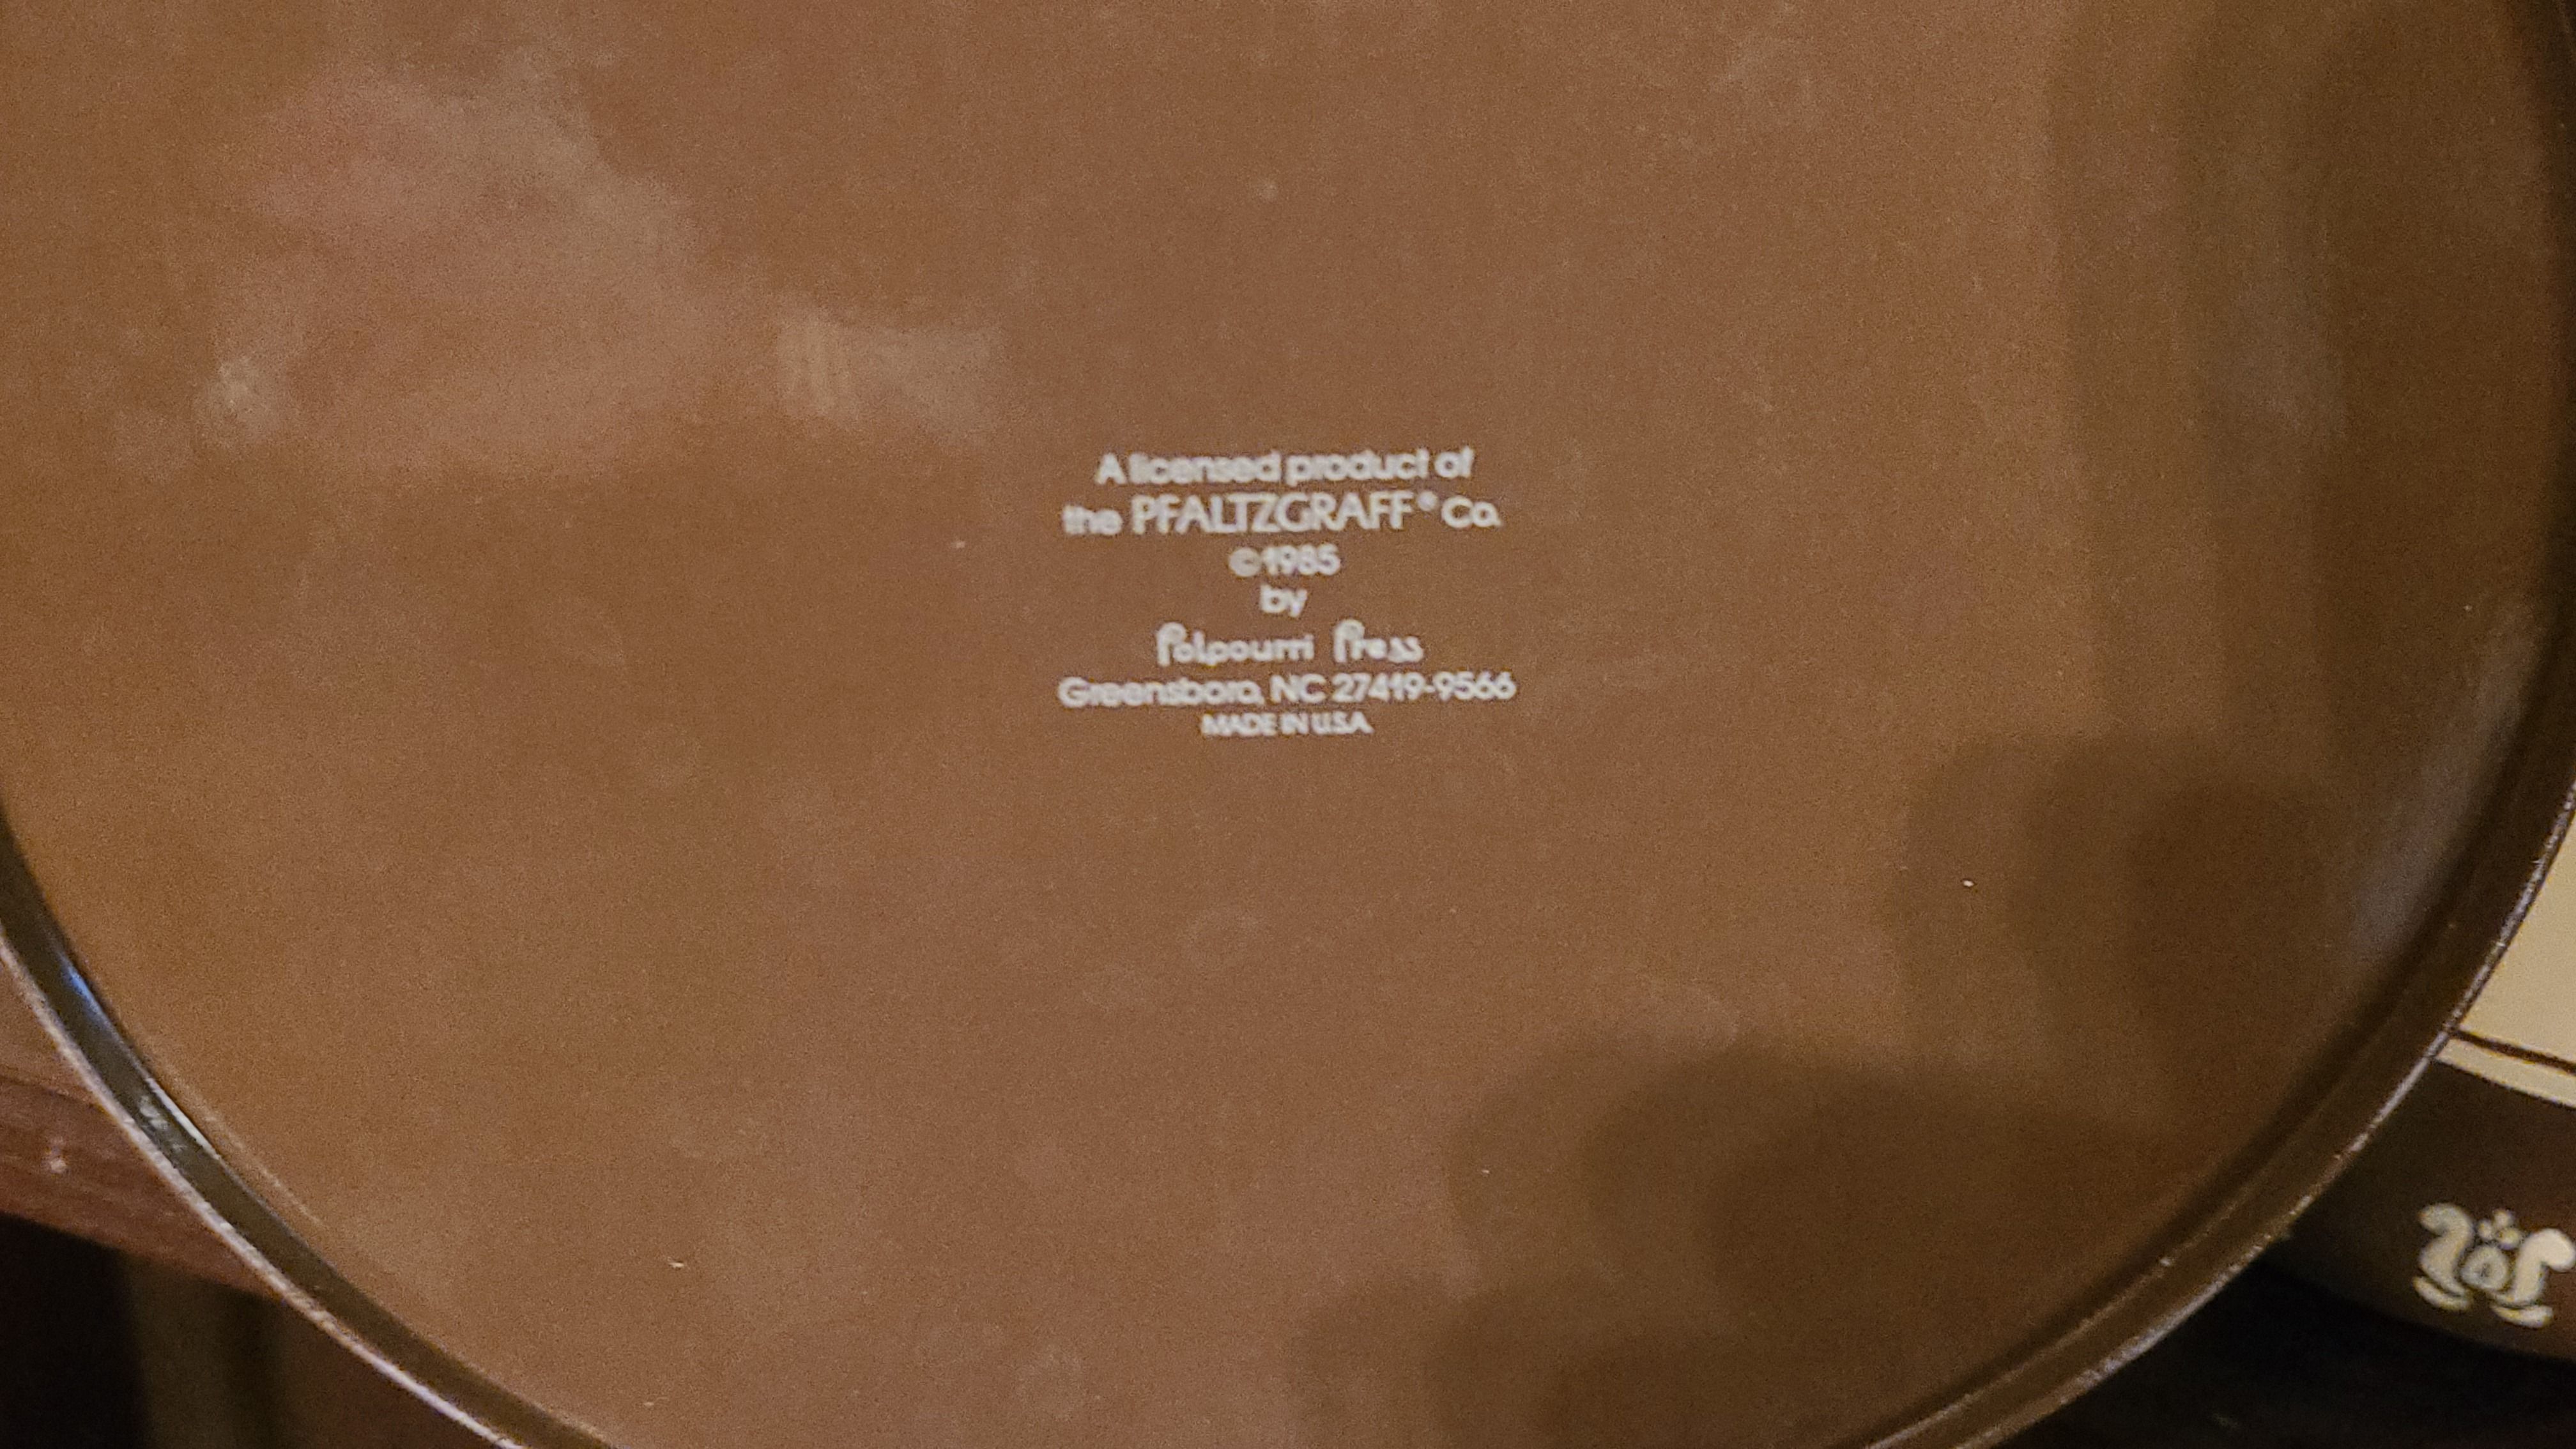 A licensed product of
the PFALTZGRAFF® Co.
©1985
by
Potpourri Press
Greensboro, NC 27419-9566
MADE IN U.S.A.